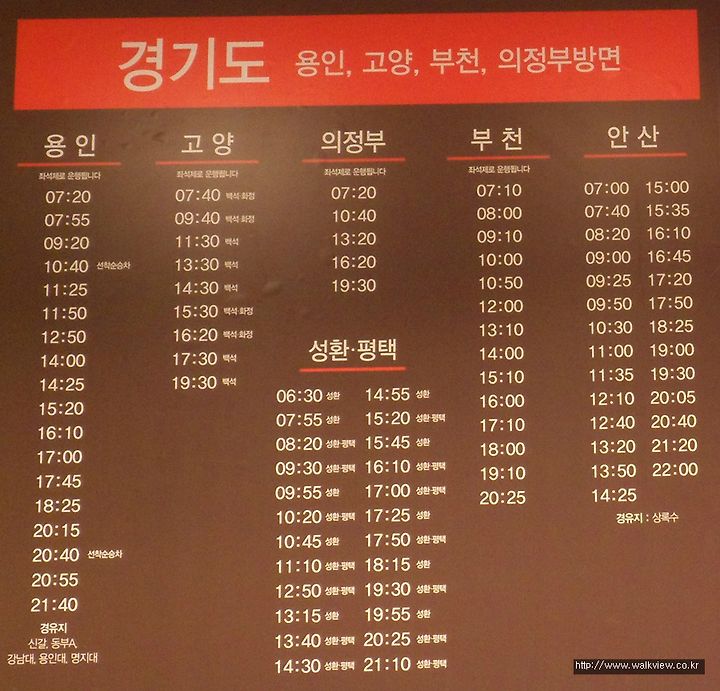 경기도 용인, 고양, 부천, 의정부방면
용 인
좌석제로 운행됩니다
07:20
07:55
09:20
10:40 선착순승차
11:25
11:50
12:50
14:00
14:25
15:20
16:10
17:00
17:45
18:25
20:15
20:40 선착순승차
20:55
21:40
경유지
신갈, 동부A,
강남대, 용인대, 명지대
고 양
좌석제로 운행됩니다
07:40 백석·화정
09:40 백석·화정
11:30 백석
13:30 백석
14:30 백석
15:30 백석·화정
16:20 백석·화정
17:30 백석
19:30 백석
의정부
좌석제로 운행됩니다
07:20
10:40
13:20
16:20
19:30
성환·평택
06:30 성환 14:55 성환
07:55 성환 15:20 성환·평택
08:20 성환·평택 15:45 성환
09:30 성환·평택 16:10 성환·평택
09:55 성환 17:00 성환·평택
10:20 성환·평택 17:25 성환
10:45 성환 17:50 성환·평택
11:10 성환·평택 18:15 성환
12:50 성환·평택 19:30 성환·평택
13:15 성환 19:55 성환
13:40 성환·평택 20:25 성환·평택
14:30 성환·평택 21:10 성환·평택
부 천
좌석제로 운행됩니다
07:10
08:00
09:10
10:00
10:50
12:00
13:10
14:00
15:10
16:00
17:10
18:00
19:10
20:25
안 산
07:00 15:00
07:40 15:35
08:20 16:10
09:00 16:45
09:25 17:20
09:50 17:50
10:30 18:25
11:00 19:00
11:35 19:30
12:10 20:05
12:40 20:40
13:20 21:20
13:50 22:00
14:25
경유지 : 상록수
http://www.walkview.co.kr